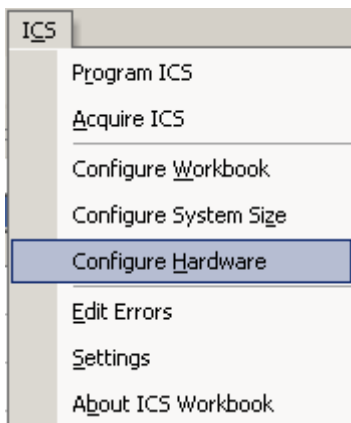 ICS
Program ICS
Acquire ICS
Configure Workbook
Configure System Size
Configure Hardware
Edit Errors
Settings
About ICS Workbook